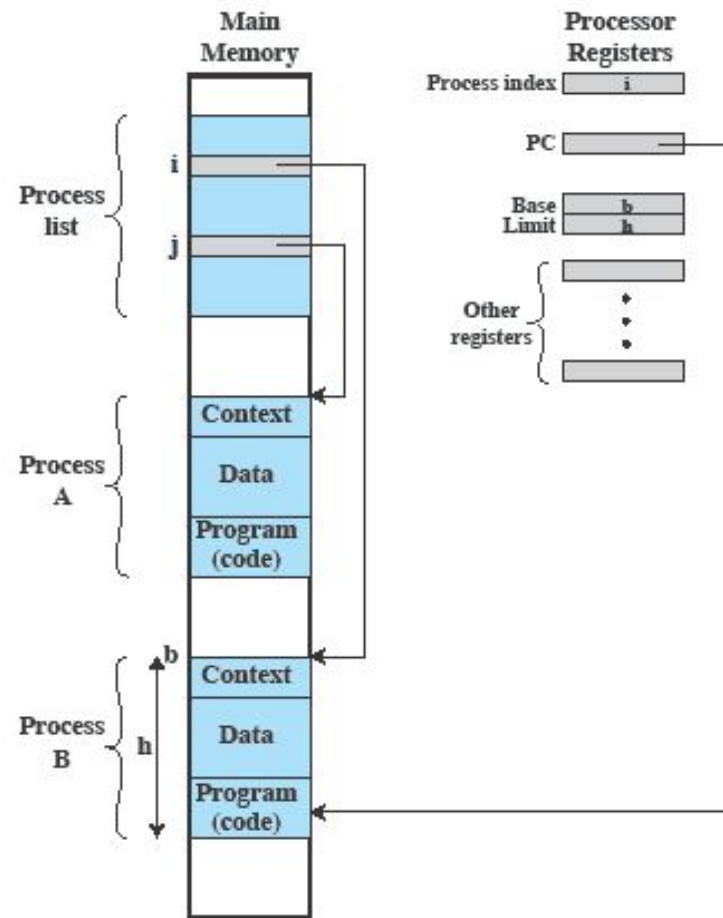 Main
Memory
Processor
Registers
Process index
i
PC
Base
b
Limit
h
Other
registers
Process
list
i
j
Process
A
Context
Data
Program
(code)
Process
B
b
h
Context
Data
Program
(code)